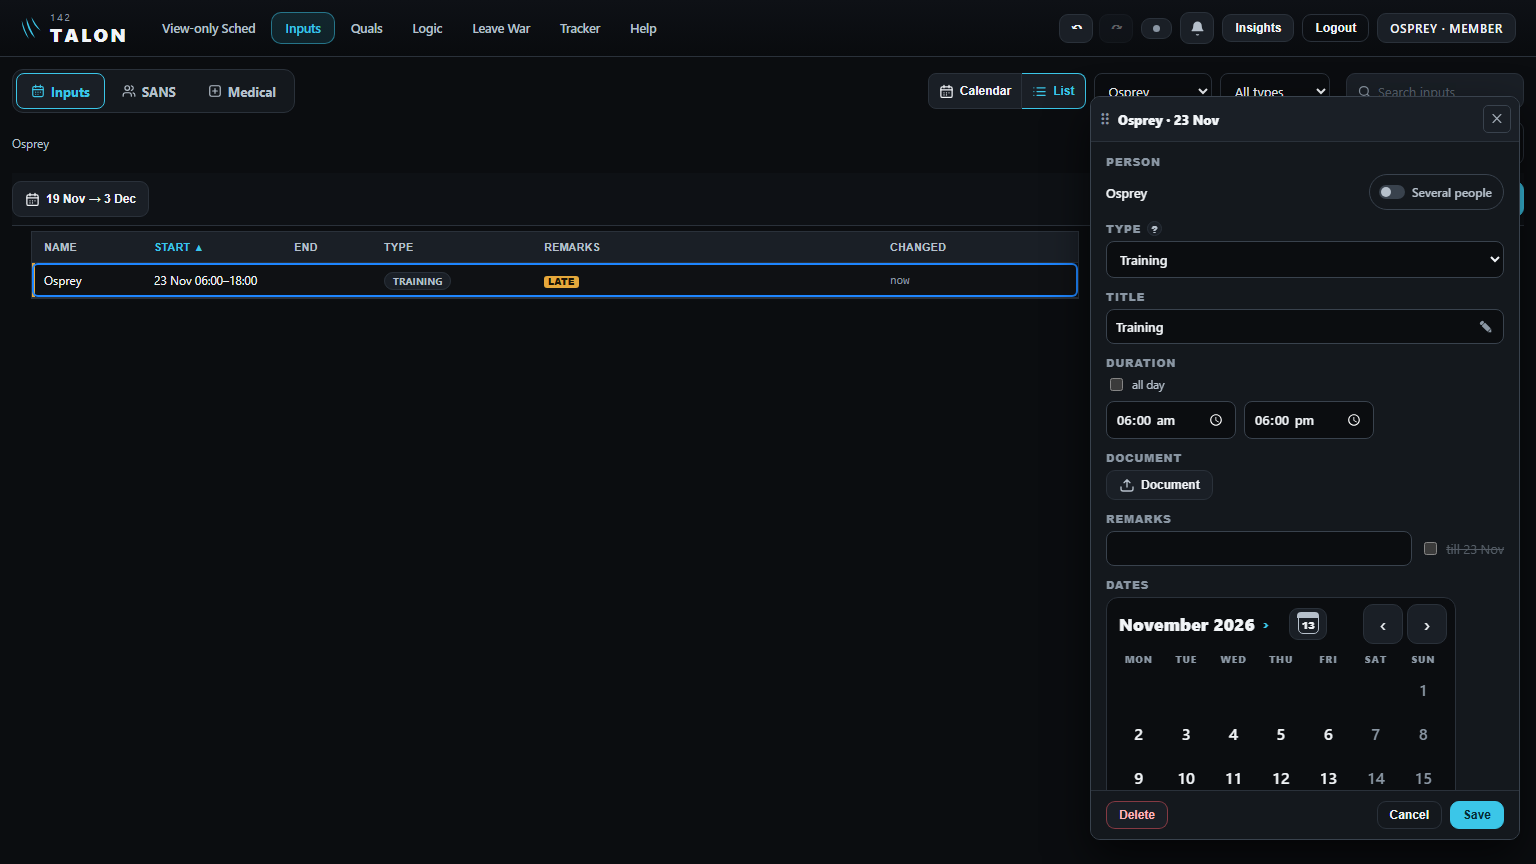 142
TALON
View-only Sched
Inputs
Quals
Logic
Leave War
Tracker
Help
Insights
Logout
OSPREY · MEMBER
Inputs
SANS
Medical
Calendar
List
Osprey
All types
Search inputs
Osprey
19 Nov → 3 Dec
NAME START ▲ END TYPE REMARKS CHANGED
Osprey 23 Nov 06:00–18:00 TRAINING LATE now
Osprey · 23 Nov
PERSON
Osprey
Several people
TYPE ?
Training
TITLE
Training
DURATION
all day
06:00 am 06:00 pm
DOCUMENT
Document
REMARKS
till 23 Nov
DATES
November 2026 ›
13
‹ ›
MON TUE WED THU FRI SAT SUN
1
2 3 4 5 6 7 8
9 10 11 12 13 14 15
Delete
Cancel
Save